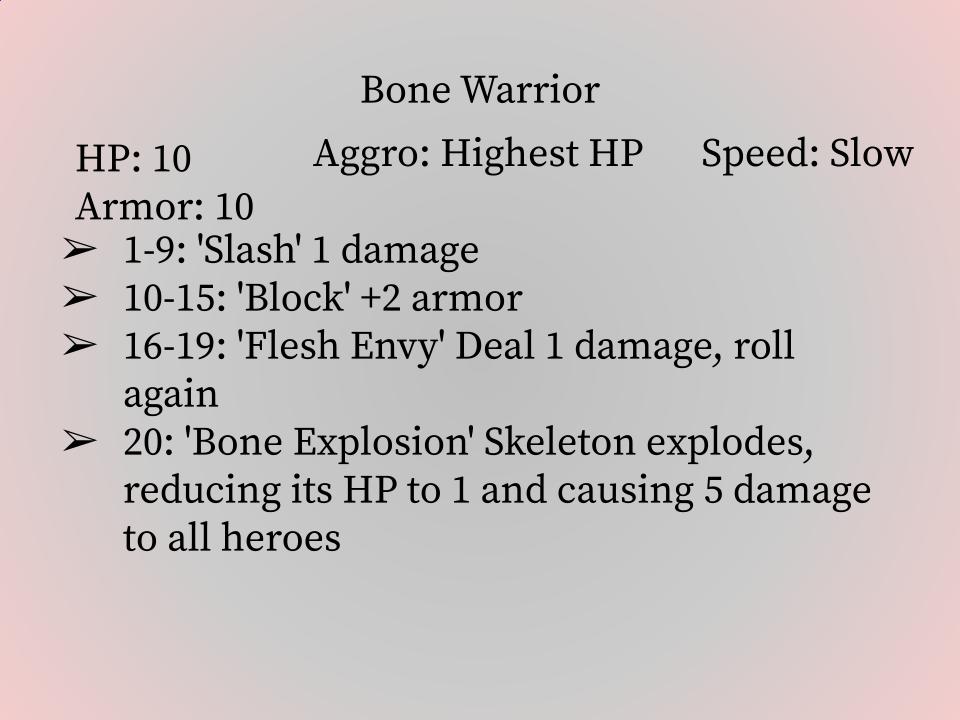 Bone Warrior
HP: 10
Aggro: Highest HP
Speed: Slow
Armor: 10
➢ 1-9: 'Slash' 1 damage
➢ 10-15: 'Block' +2 armor
➢ 16-19: 'Flesh Envy' Deal 1 damage, roll
again
➢ 20: 'Bone Explosion' Skeleton explodes,
reducing its HP to 1 and causing 5 damage
to all heroes